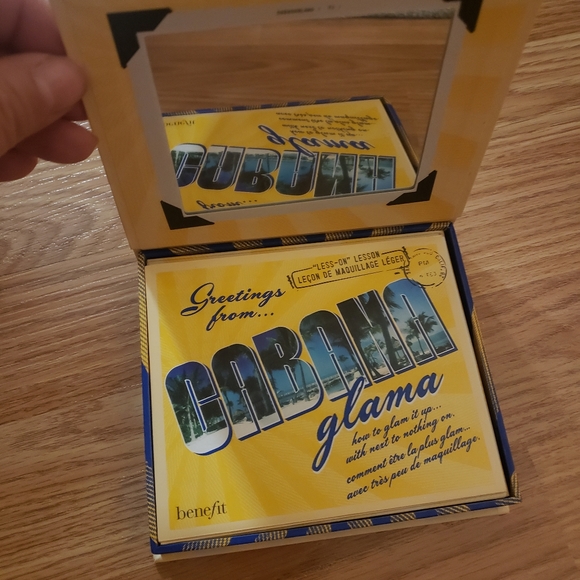 "LESS-ON" LESSON
LEÇON DE MAQUILLAGE LÉGER
Greetings
from...
CABANA
glama
how to glam it up...
with next to nothing on.
comment être la plus glam...
avec très peu de maquillage.
benefit